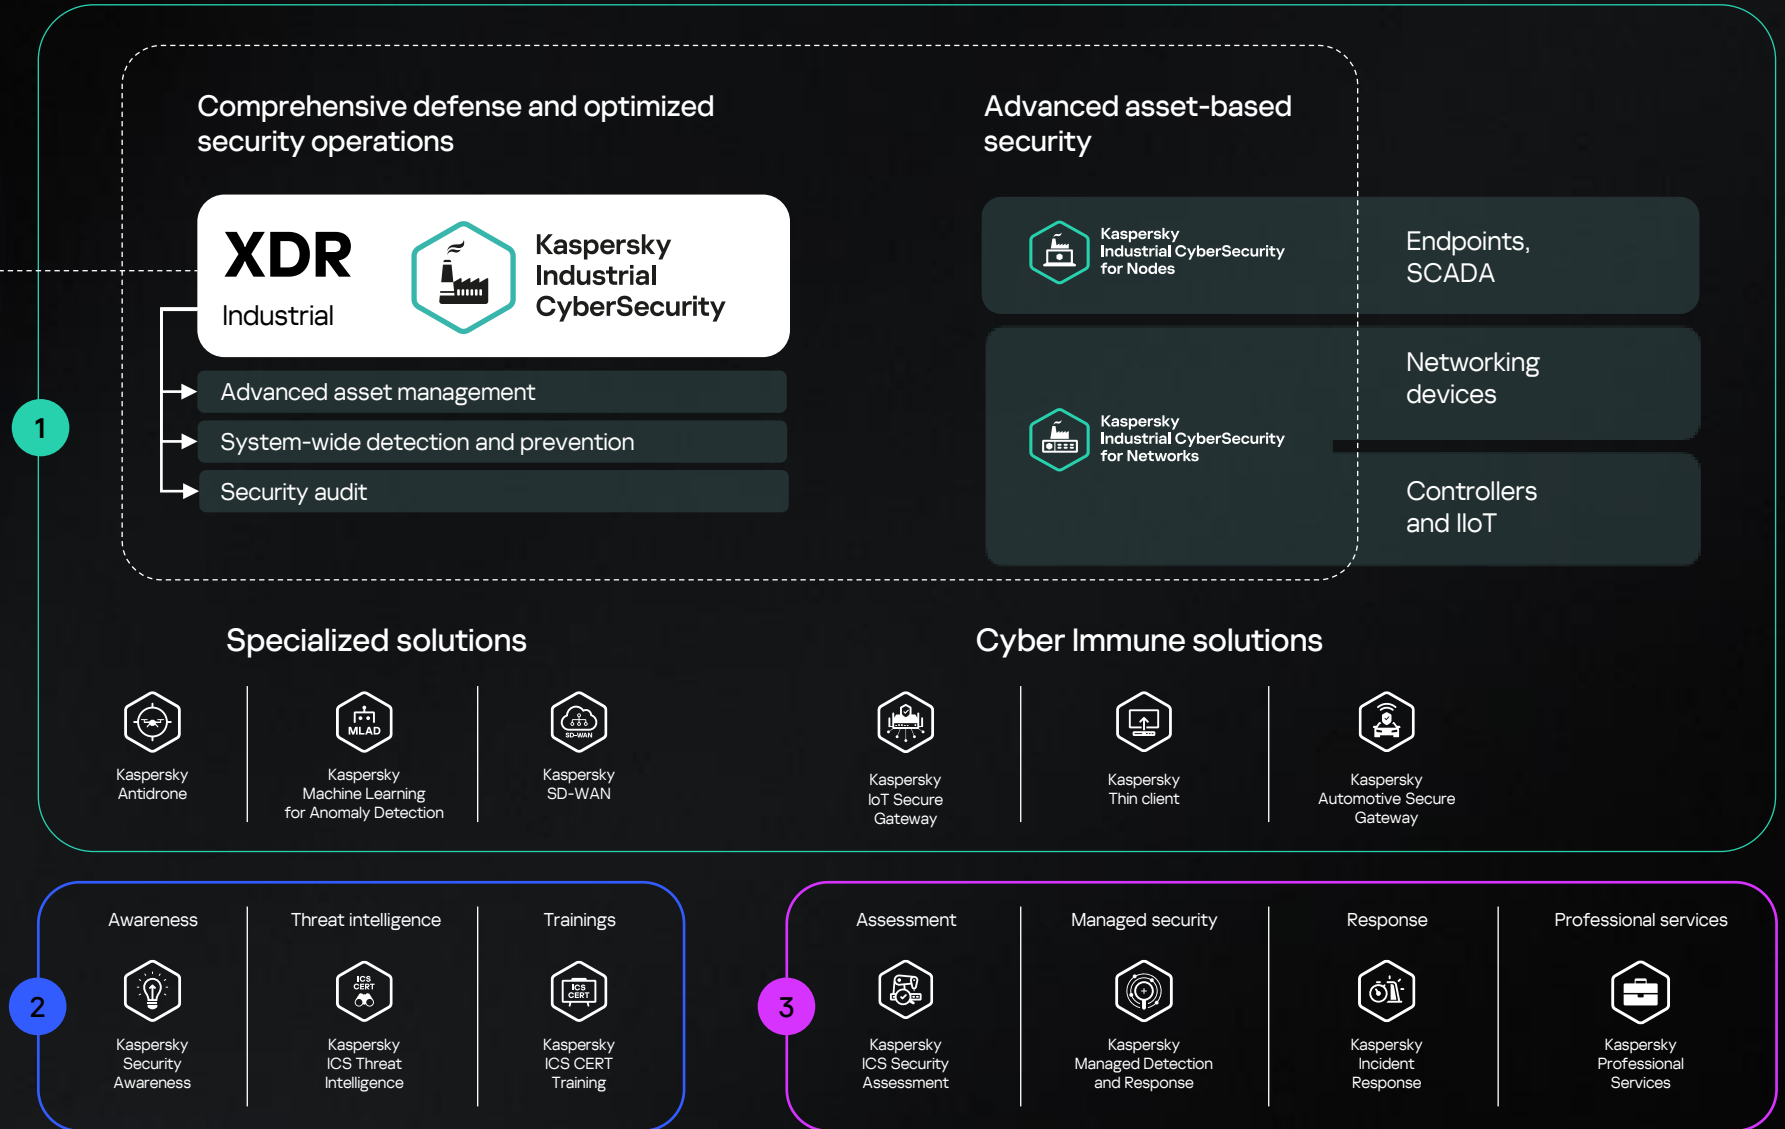 Comprehensive defense and optimized
security operations
XDR
Industrial
Kaspersky
Industrial
CyberSecurity
Advanced asset management
System-wide detection and prevention
Security audit
Advanced asset-based
security
Kaspersky
Industrial CyberSecurity
for Nodes
Endpoints,
SCADA
Kaspersky
Industrial CyberSecurity
for Networks
Networking
devices
Controllers
and IIoT
1
Specialized solutions
Kaspersky
Antidrone
MLAD
Kaspersky
Machine Learning
for Anomaly Detection
SD-WAN
Kaspersky
SD-WAN
Cyber Immune solutions
Kaspersky
IoT Secure
Gateway
Kaspersky
Thin client
Kaspersky
Automotive Secure
Gateway
2
Awareness
Kaspersky
Security
Awareness
Threat intelligence
ICS
CERT
Kaspersky
ICS Threat
Intelligence
Trainings
ICS
CERT
Kaspersky
ICS CERT
Training
3
Assessment
Kaspersky
ICS Security
Assessment
Managed security
Kaspersky
Managed Detection
and Response
Response
Kaspersky
Incident
Response
Professional services
Kaspersky
Professional
Services